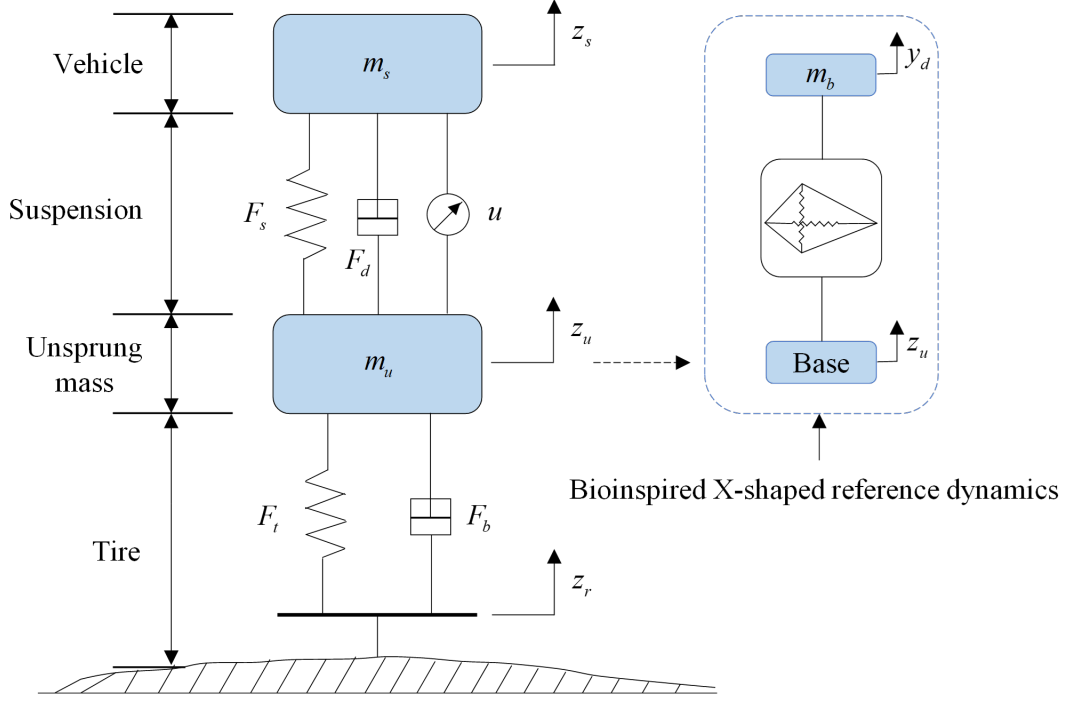 Vehicle
Suspension
Unsprung
mass
Tire
m_s
z_s
F_s
F_d
u
m_u
z_u
F_t
F_b
z_r
m_b
y_d
Base
z_u
Bioinspired X-shaped reference dynamics